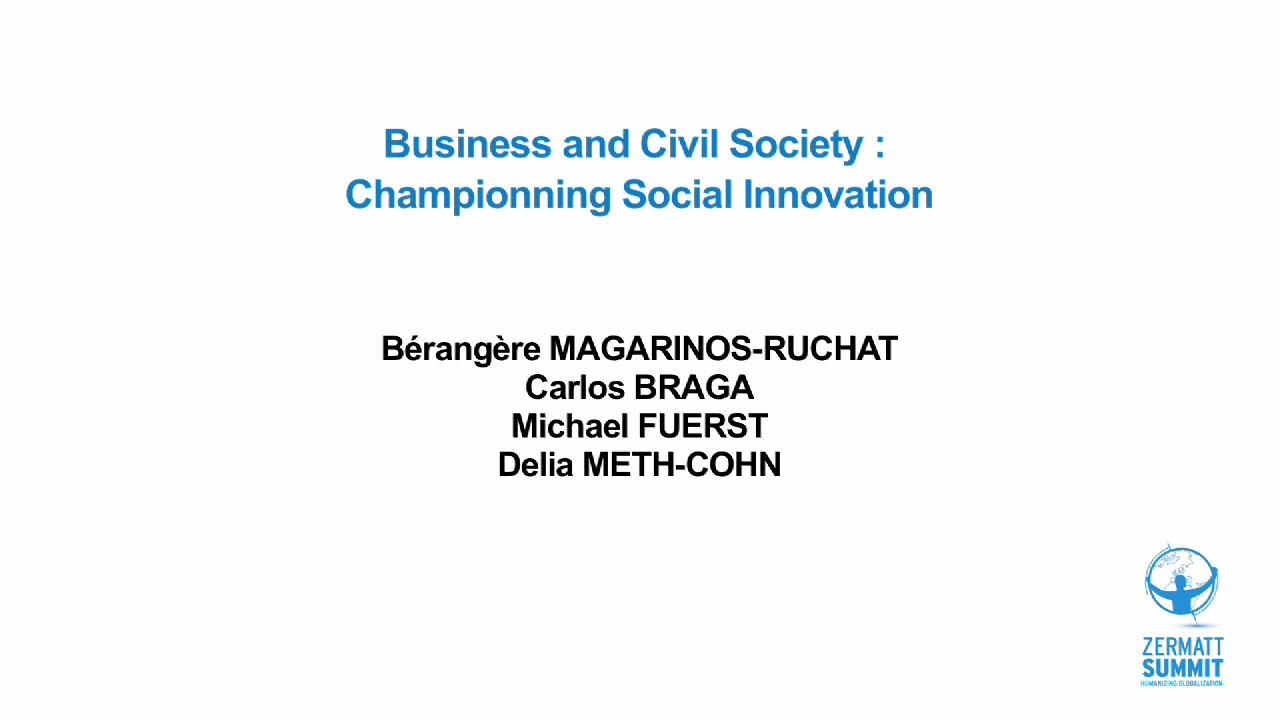 Business and Civil Society :
Championning Social Innovation
Bérangère MAGARINOS-RUCHAT
Carlos BRAGA
Michael FUERST
Delia METH-COHN
ZERMATT
SUMMIT
HUMANIZING GLOBALIZATION